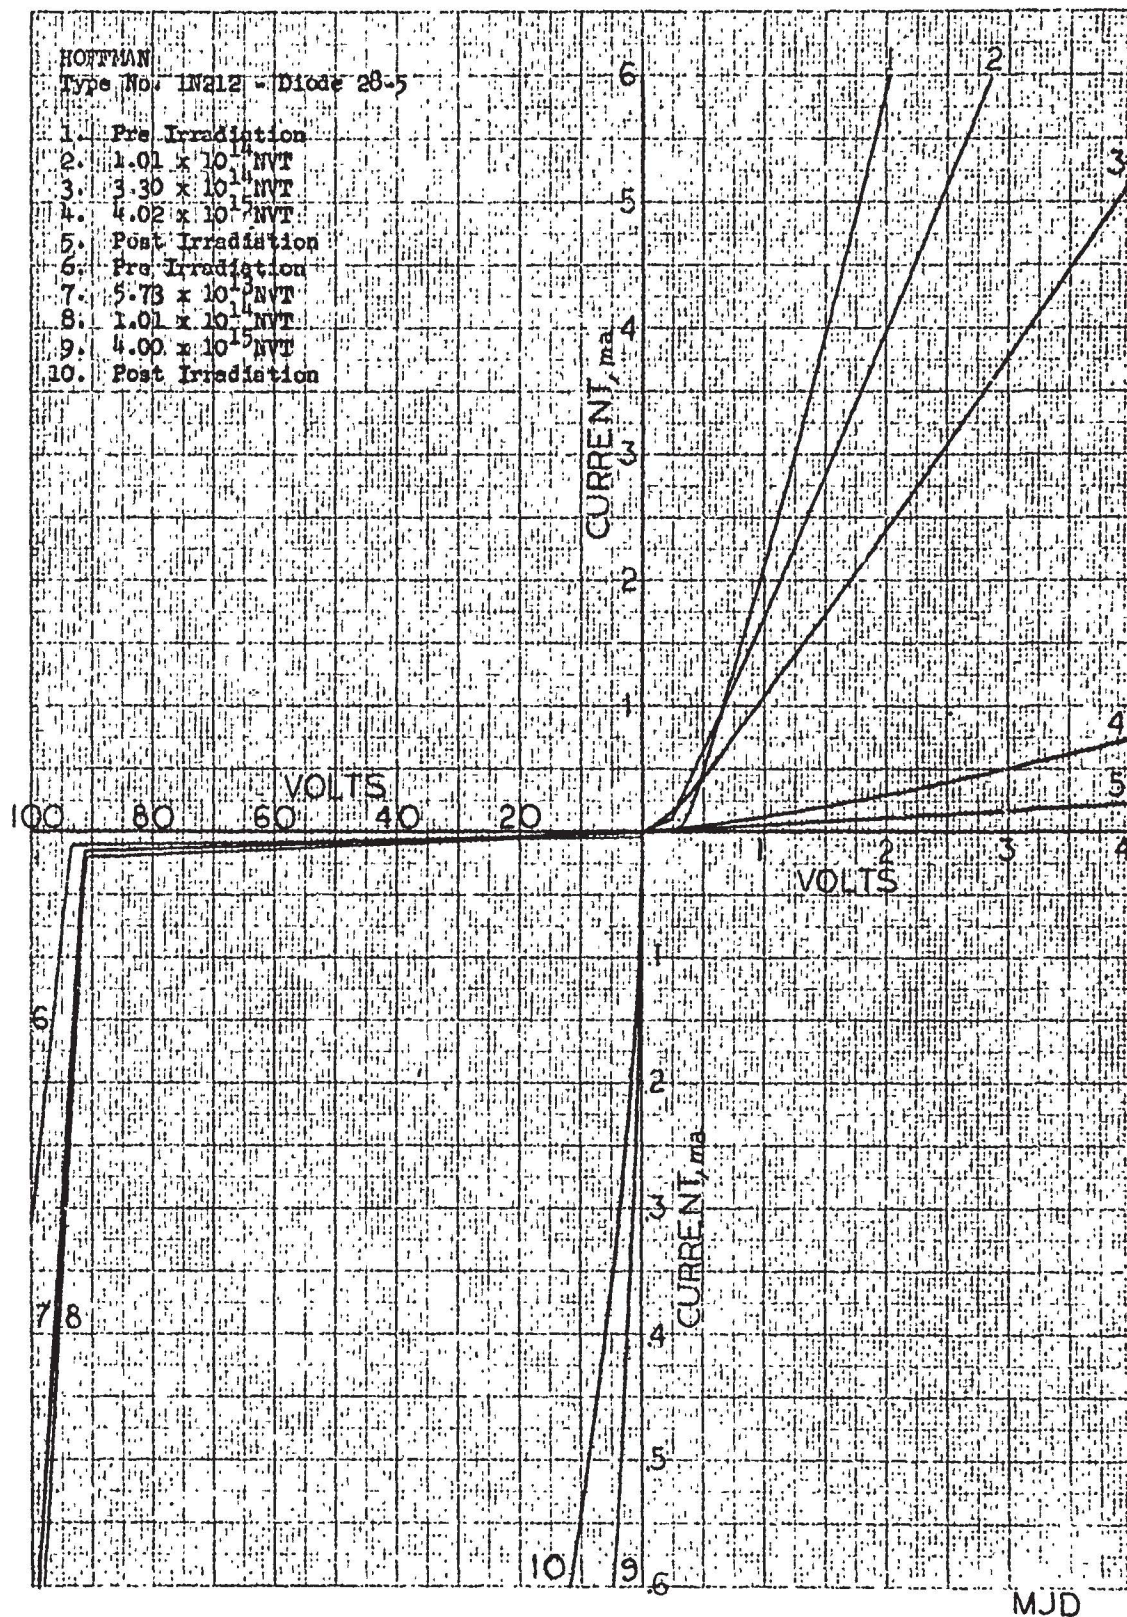 HOFFMAN
Type No. 1N212 - Diode 28-5
1. Pre Irradiation
2. 1.01 x 10^14 NVT
3. 3.30 x 10^14 NVT
4. 4.02 x 10^15 NVT
5. Post Irradiation
6. Pre Irradiation
7. 5.73 x 10^13 NVT
8. 1.01 x 10^14 NVT
9. 4.00 x 10^15 NVT
10. Post Irradiation
1 2
6
3
5
4
CURRENT, ma
3
2
1
4
5
VOLTS
100 80 60 40 20
1 2 3 4
VOLTS
.1
6
.2
CURRENT, ma
.3
7 8
.4
.5
10 9
.6
MJD